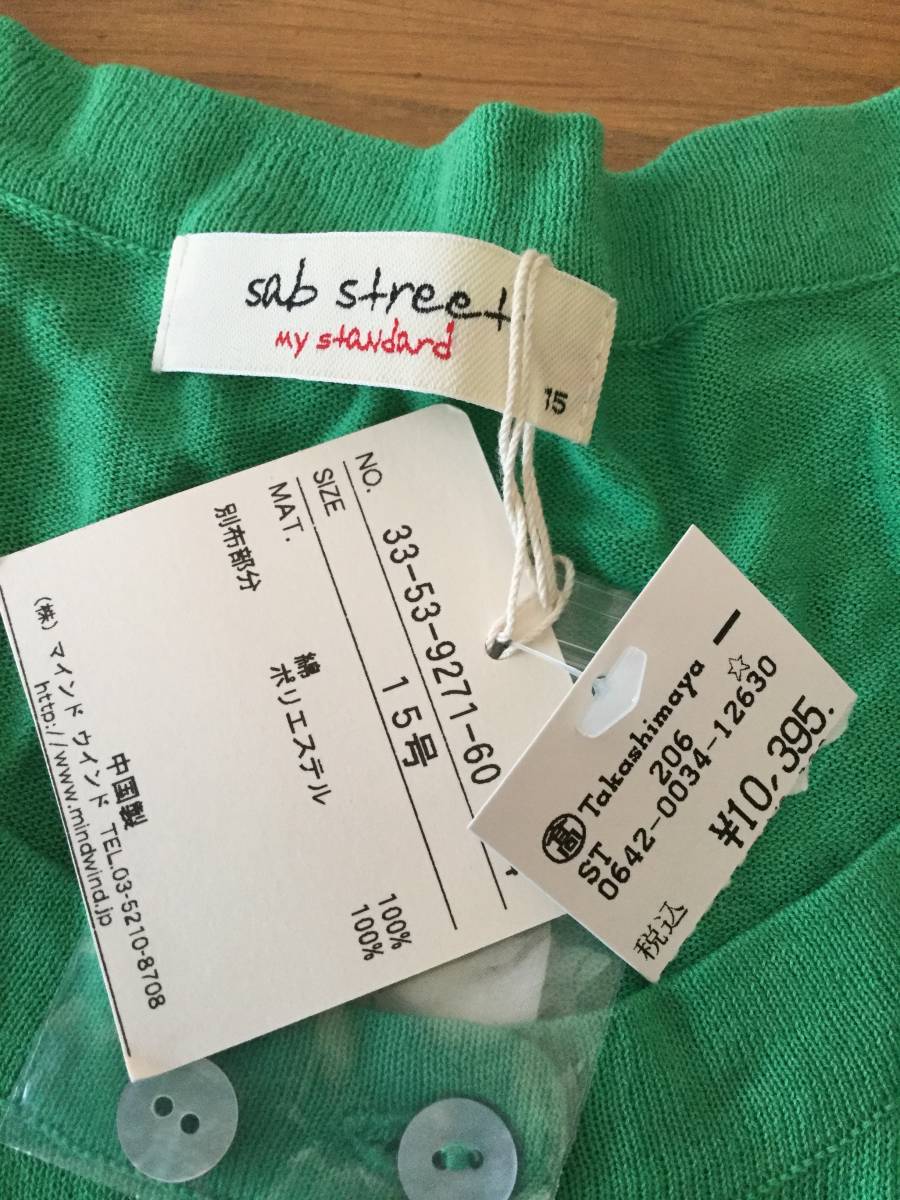 sab street
my standard
15
NO. 33-53-9271-60
SIZE 15号
MAT. 綿 100%
別布部分 ポリエステル 100%
中国製
(株) マインド ウインド TEL.03-5210-8708
http://www.mindwind.jp
髙 Takashimaya
ST 206 ☆
0642-0034-12630
¥10,395.
税込